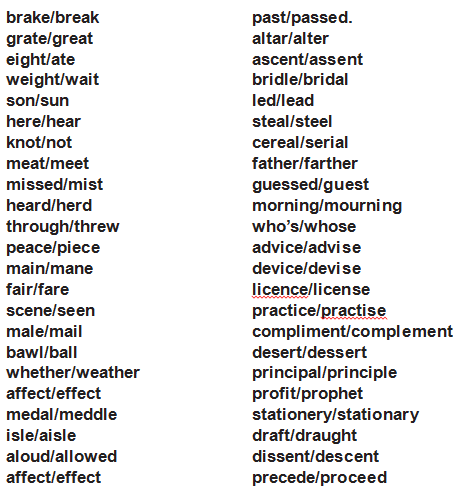 brake/break
grate/great
eight/ate
weight/wait
son/sun
here/hear
knot/not
meat/meet
missed/mist
heard/herd
through/threw
peace/piece
main/mane
fair/fare
scene/seen
male/mail
bawl/ball
whether/weather
affect/effect
medal/meddle
isle/aisle
aloud/allowed
affect/effect
past/passed.
altar/alter
ascent/assent
bridle/bridal
led/lead
steal/steel
cereal/serial
father/farther
guessed/guest
morning/mourning
who’s/whose
advice/advise
device/devise
licence/license
practice/practise
compliment/complement
desert/dessert
principal/principle
profit/prophet
stationery/stationary
draft/draught
dissent/descent
precede/proceed